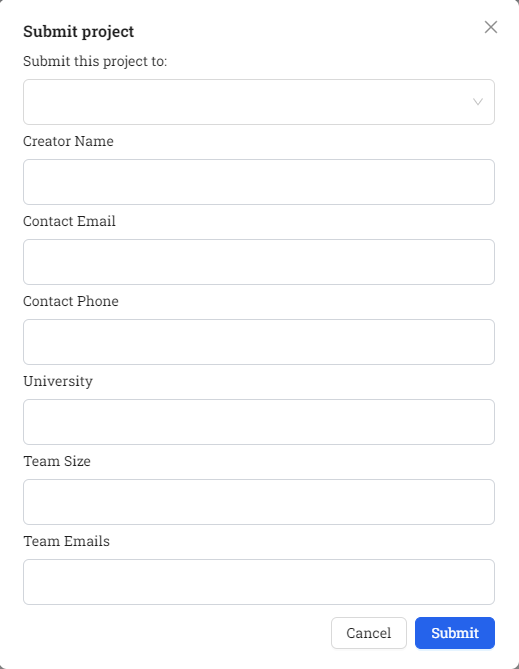 Submit project
Submit this project to:
Creator Name
Contact Email
Contact Phone
University
Team Size
Team Emails
Cancel
Submit